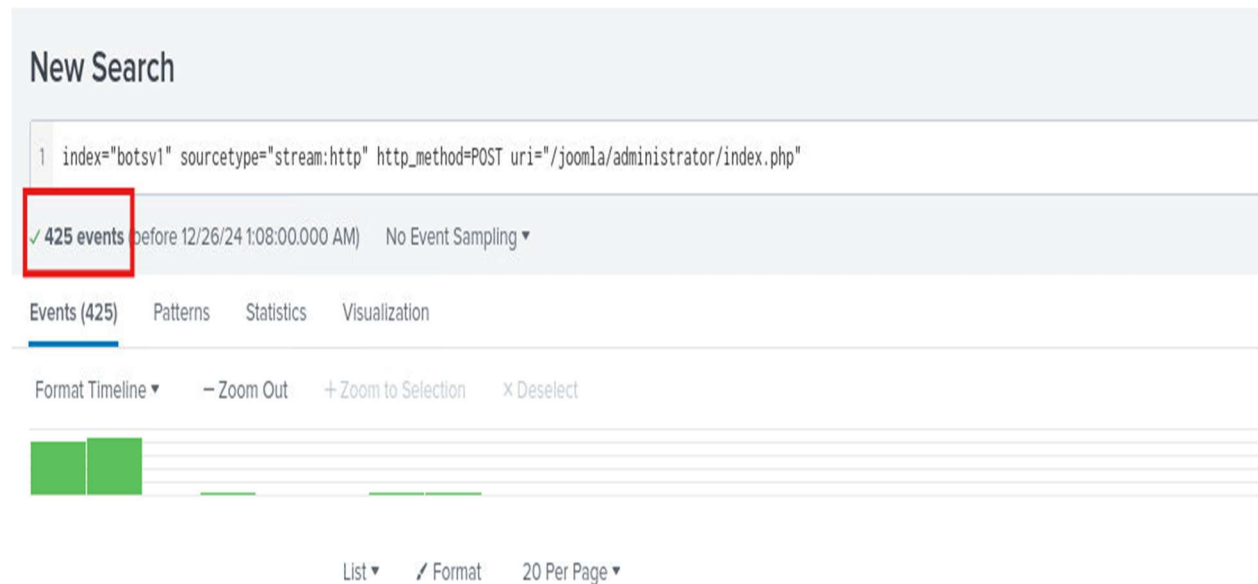 New Search
1 index="botsv1" sourcetype="stream:http" http_method=POST uri="/joomla/administrator/index.php"
✓ 425 events (before 12/26/24 1:08:00.000 AM) No Event Sampling ▾
Events (425) Patterns Statistics Visualization
Format Timeline ▾ — Zoom Out + Zoom to Selection × Deselect
List ▾ Format 20 Per Page ▾